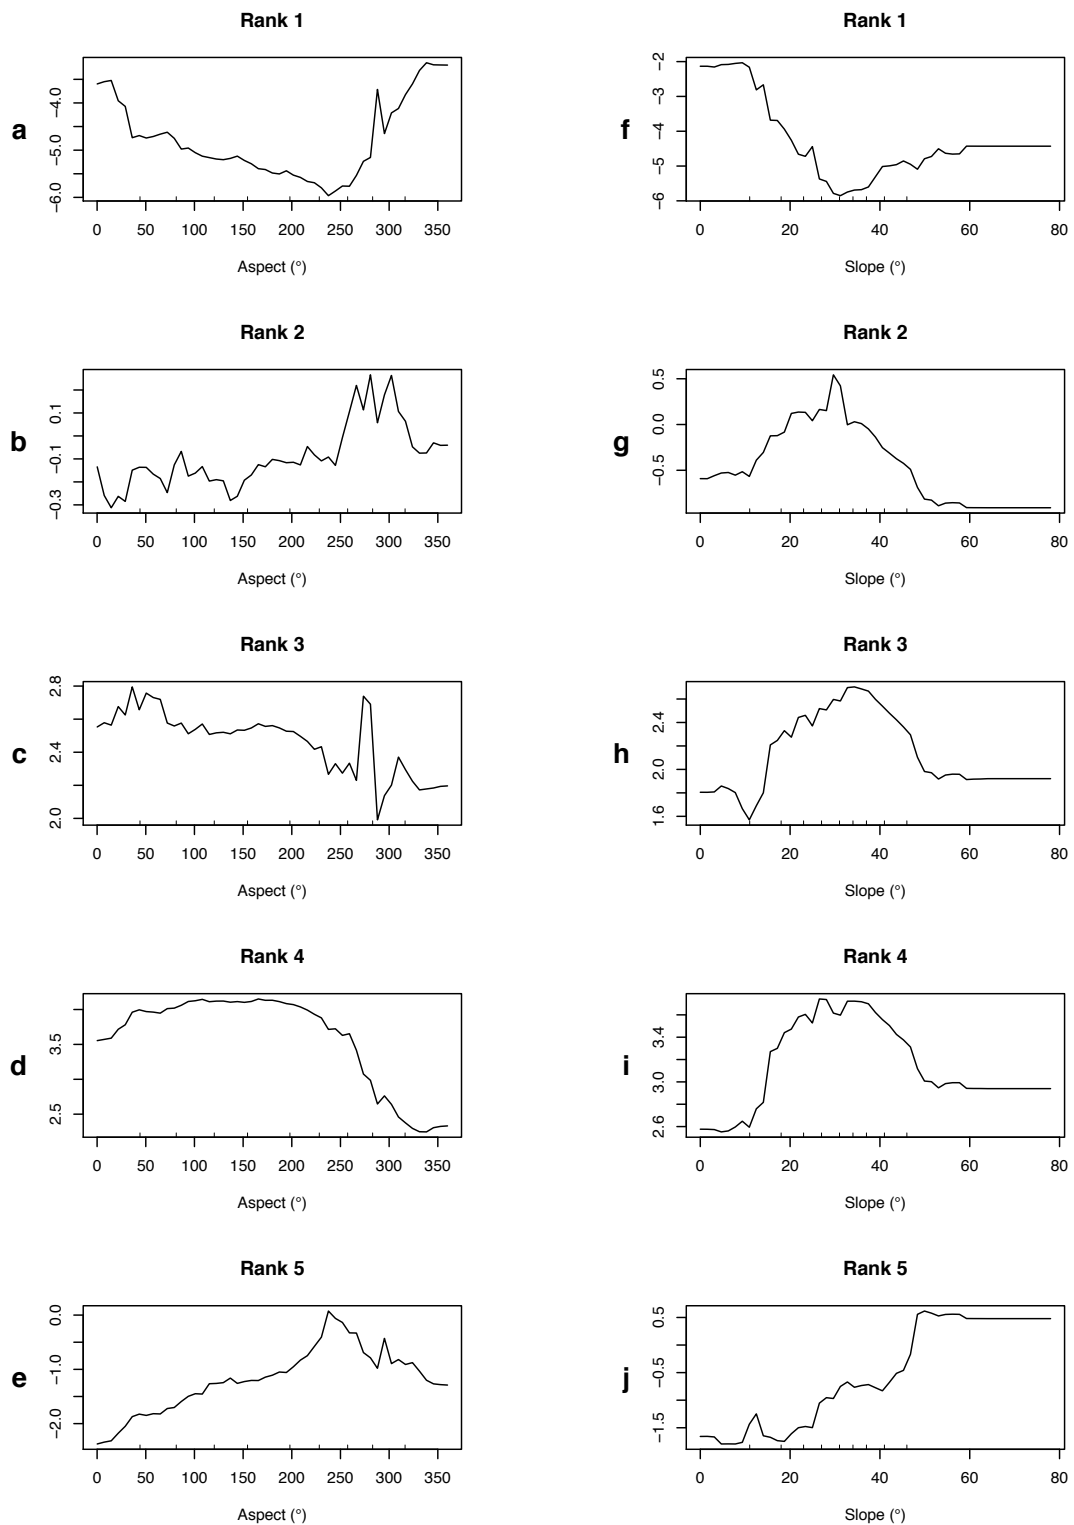 Rank 1
a
−6.0 −5.0 −4.0
0 50 100 150 200 250 300 350
Aspect (°)
Rank 1
f
−6 −5 −4 −3 −2
0 20 40 60 80
Slope (°)
Rank 2
b
−0.3 −0.1 0.1
0 50 100 150 200 250 300 350
Aspect (°)
Rank 2
g
−0.5 0.0 0.5
0 20 40 60 80
Slope (°)
Rank 3
c
2.0 2.4 2.8
0 50 100 150 200 250 300 350
Aspect (°)
Rank 3
h
1.6 2.0 2.4
0 20 40 60 80
Slope (°)
Rank 4
d
2.5 3.5
0 50 100 150 200 250 300 350
Aspect (°)
Rank 4
i
2.6 3.0 3.4
0 20 40 60 80
Slope (°)
Rank 5
e
−2.0 −1.0 0.0
0 50 100 150 200 250 300 350
Aspect (°)
Rank 5
j
−1.5 −0.5 0.5
0 20 40 60 80
Slope (°)